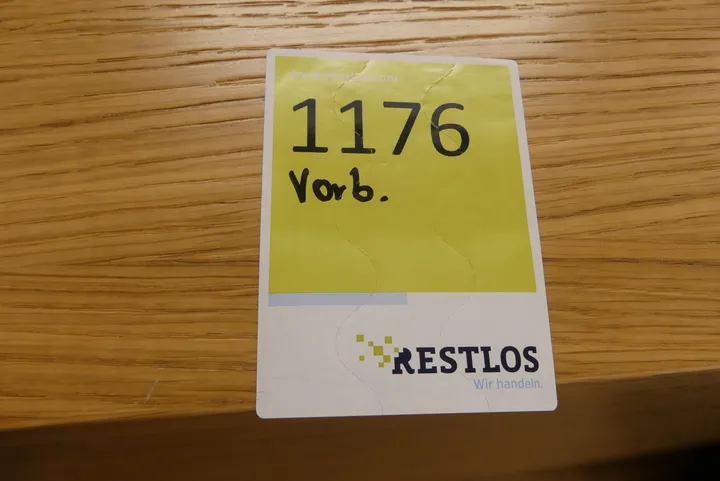 1176
Vorb.
RESTLOS
Wir handeln.